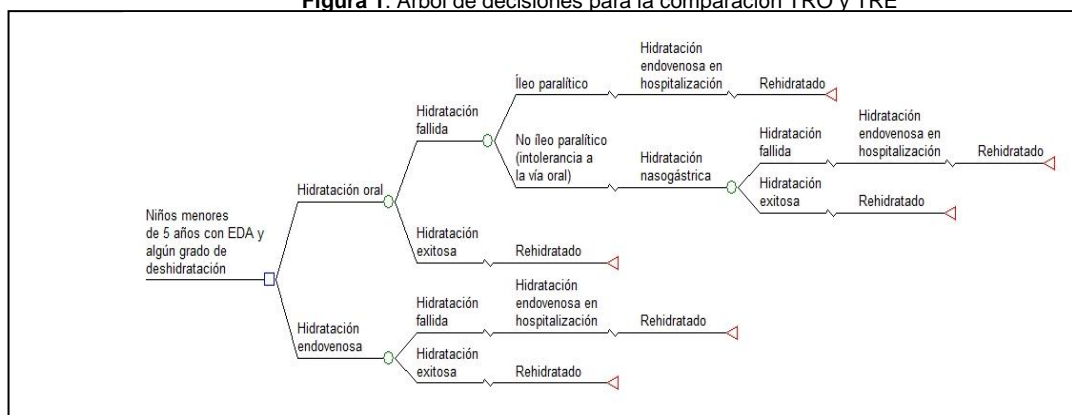 Figura 1. Árbol de decisiones para la comparación TRO y TRE
Hidratación
endovenosa en
hospitalización
Íleo paralítico
Rehidratado
Hidratación
fallida
No íleo paralítico
(intolerancia a
la vía oral)
Hidratación
nasogástrica
Hidratación
fallida
Hidratación
endovenosa en
hospitalización
Rehidratado
Hidratación
exitosa
Rehidratado
Hidratación oral
Hidratación
exitosa
Rehidratado
Niños menores
de 5 años con EDA y
algún grado de
deshidratación
Hidratación
endovenosa
Hidratación
fallida
Hidratación
endovenosa en
hospitalización
Rehidratado
Hidratación
exitosa
Rehidratado